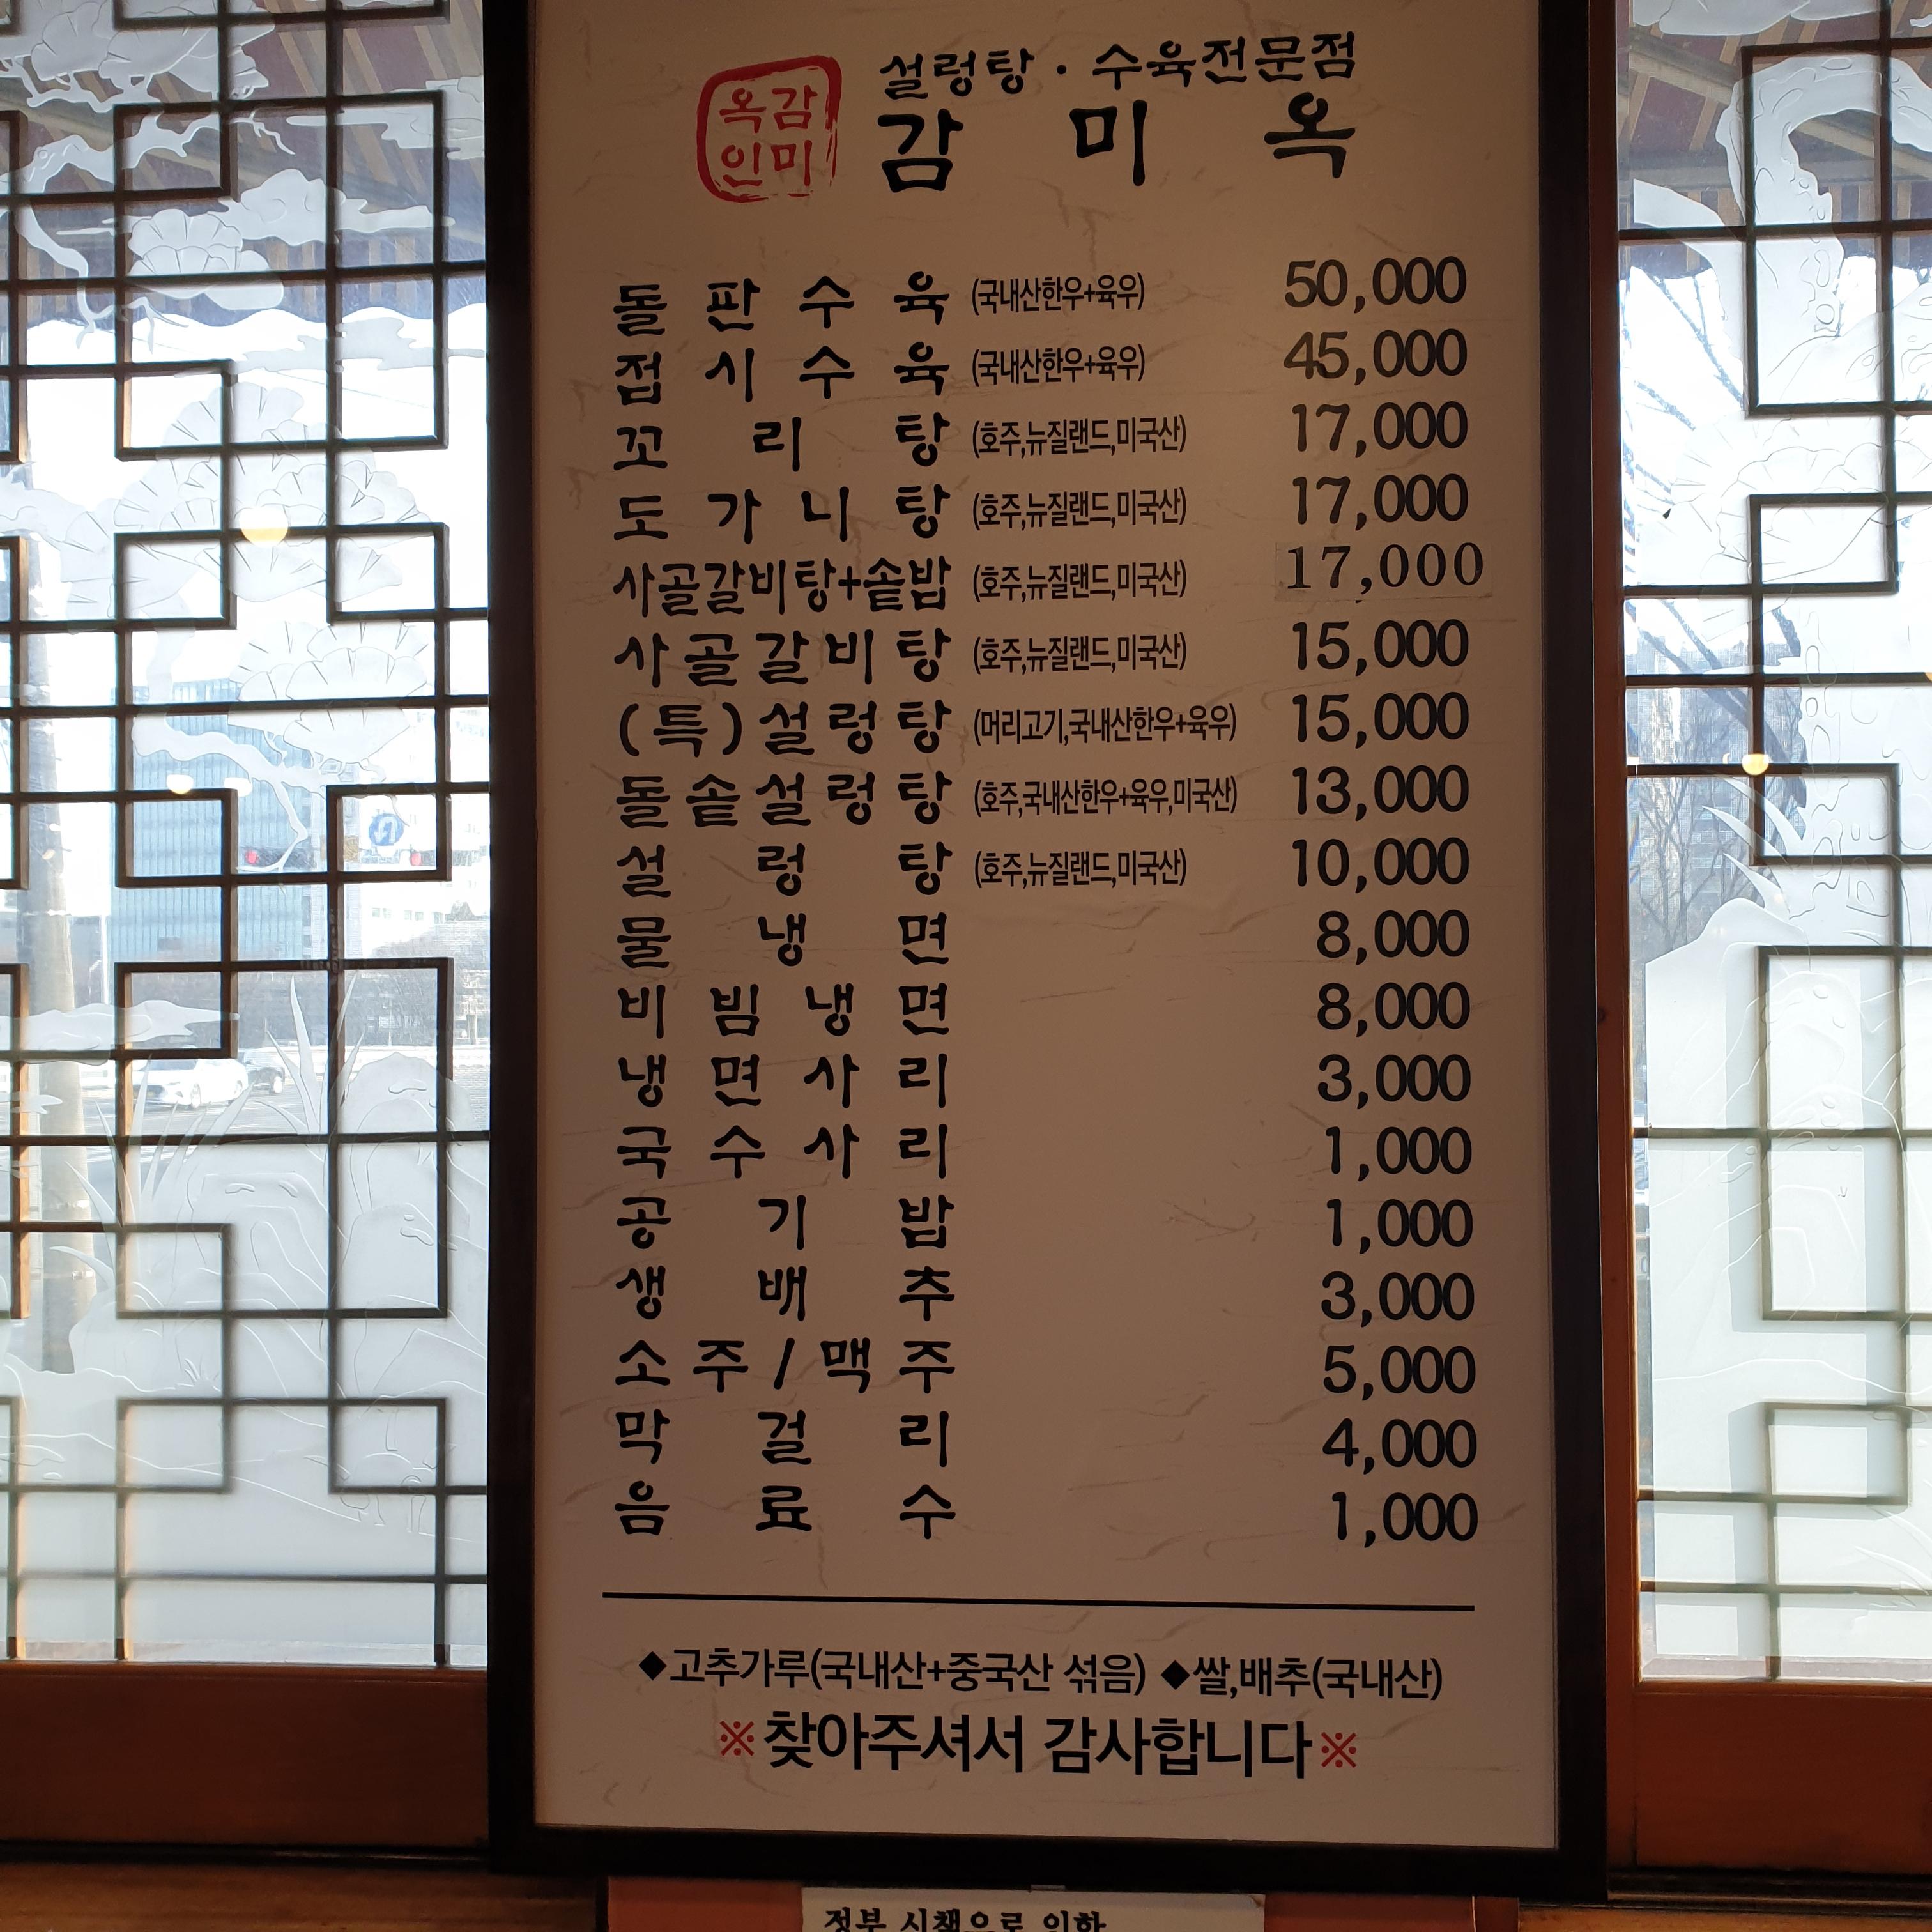 설렁탕 · 수육전문점
옥감
인미
감미옥
돌판수육 (국내산한우+육우) 50,000
접시수육 (국내산한우+육우) 45,000
꼬리탕 (호주,뉴질랜드,미국산) 17,000
도가니탕 (호주,뉴질랜드,미국산) 17,000
사골갈비탕+솥밥 (호주,뉴질랜드,미국산) 17,000
사골갈비탕 (호주,뉴질랜드,미국산) 15,000
(특)설렁탕 (머리고기,국내산한우+육우) 15,000
돌솥설렁탕 (호주,국내산한우+육우,미국산) 13,000
설렁탕 (호주,뉴질랜드,미국산) 10,000
물냉면 8,000
비빔냉면 8,000
냉면사리 3,000
국수사리 1,000
공기밥 1,000
생배추 3,000
소주/맥주 5,000
막걸리 4,000
음료수 1,000
◆고추가루(국내산+중국산 섞음) ◆쌀,배추(국내산)
※찾아주셔서 감사합니다※
정부 시책으로 의한